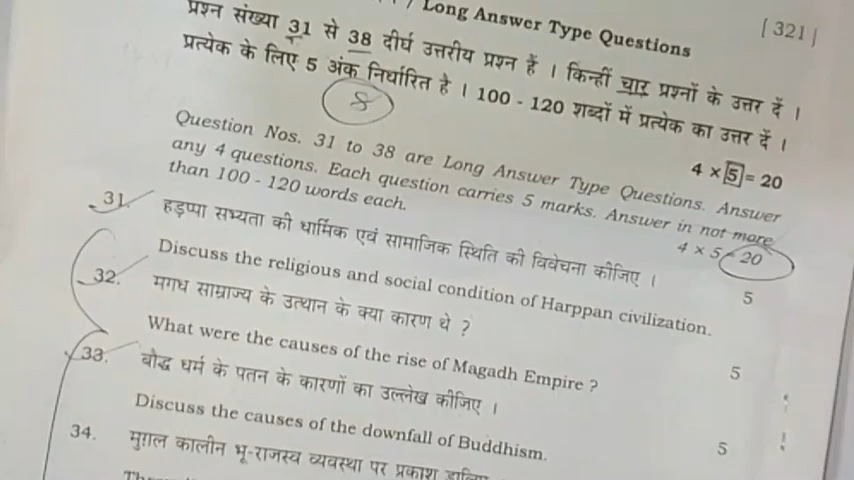 / Long Answer Type Questions
[ 321 ]
प्रश्न संख्या 31 से 38 दीर्घ उत्तरीय प्रश्न हैं । किन्हीं चार प्रश्नों के उत्तर दें ।
प्रत्येक के लिए 5 अंक निर्धारित है । 100 - 120 शब्दों में प्रत्येक का उत्तर दें ।
8
4 × 5 = 20
Question Nos. 31 to 38 are Long Answer Type Questions. Answer
any 4 questions. Each question carries 5 marks. Answer in not more
than 100 - 120 words each.
4 × 5 = 20
31. हड़प्पा सभ्यता की धार्मिक एवं सामाजिक स्थिति की विवेचना कीजिए ।
Discuss the religious and social condition of Harppan civilization.
5
32. मगध साम्राज्य के उत्थान के क्या कारण थे ?
What were the causes of the rise of Magadh Empire ?
5
33. बौद्ध धर्म के पतन के कारणों का उल्लेख कीजिए ।
Discuss the causes of the downfall of Buddhism.
5
34. मुग़ल कालीन भू-राजस्व व्यवस्था पर प्रकाश डालिए